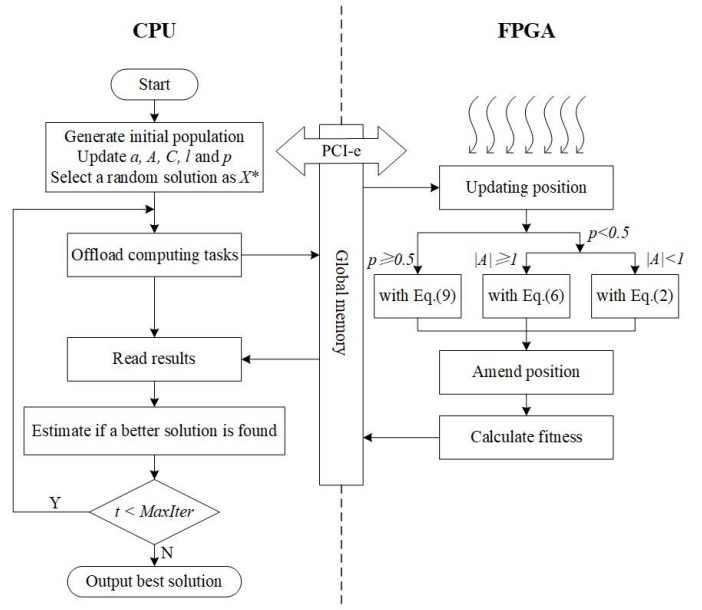 CPU
FPGA
Start
Generate initial population
Update a, A, C, l and p
Select a random solution as X*
PCI-e
Global memory
Offload computing tasks
Read results
Estimate if a better solution is found
t < MaxIter
Y
N
Output best solution
Updating position
p<0.5
p⩾0.5
|A|⩾1
|A|<1
with Eq.(9)
with Eq.(6)
with Eq.(2)
Amend position
Calculate fitness